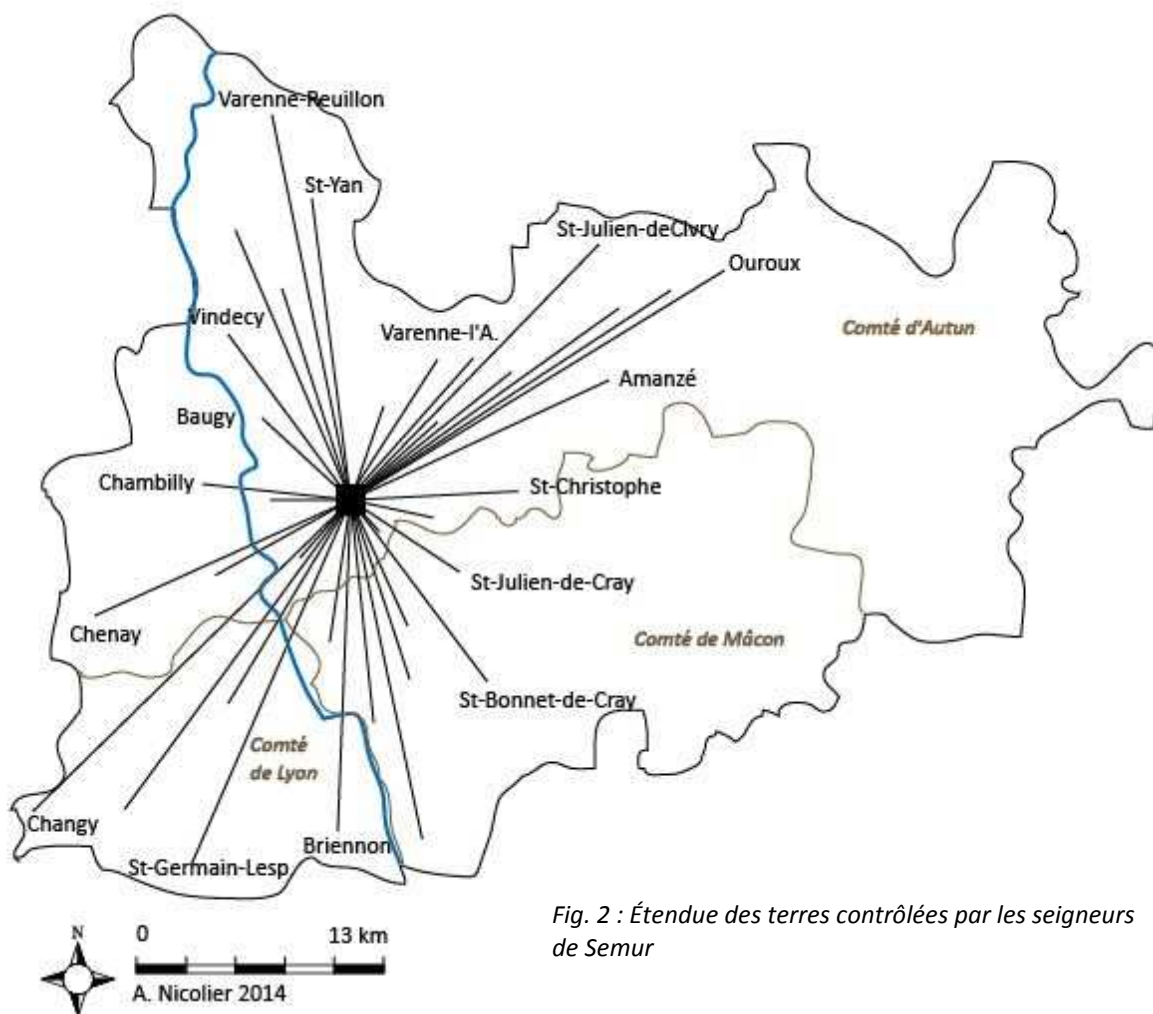 Varenne-Reuillon
St-Yan
St-Julien-deCIvry
Ouroux
Vindecy
Comté d'Autun
Varenne-l'A.
Amanzé
Baugy
Chambilly
St-Christophe
St-Julien-de-Cray
Chenay
Comté de Mâcon
St-Bonnet-de-Cray
Comté
de Lyon
Changy
Briennon
St-Germain-Lesp
Fig. 2 : Étendue des terres contrôlées par les seigneurs
de Semur
N
0 13 km
A. Nicolier 2014